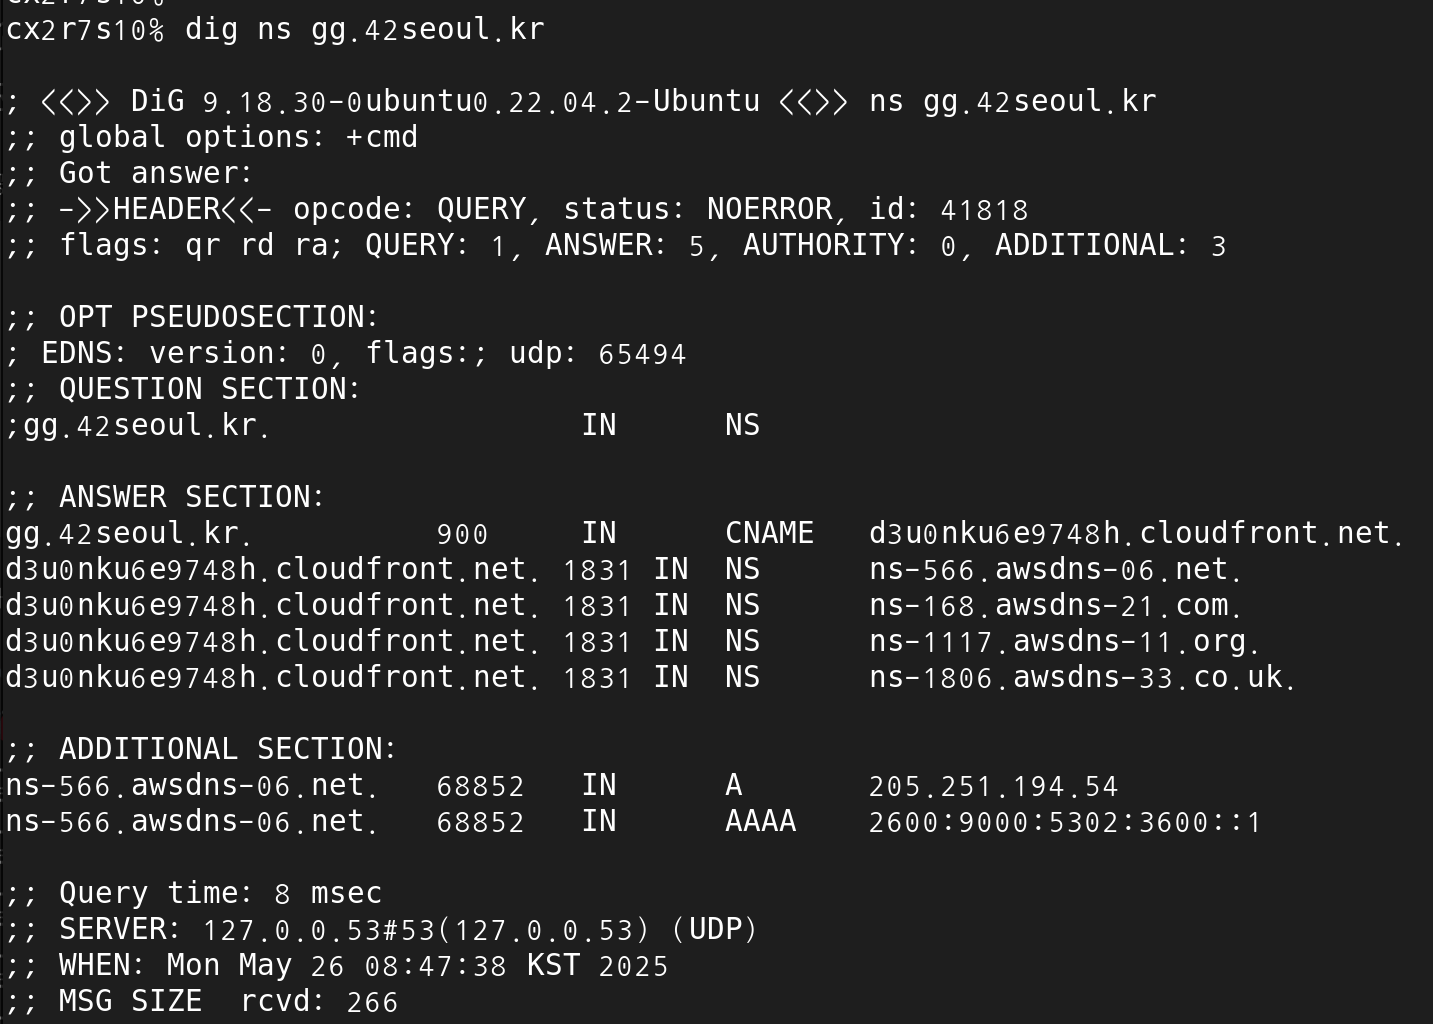 cx2r7s10%
cx2r7s10% dig ns gg.42seoul.kr
; <<>> DiG 9.18.30-0ubuntu0.22.04.2-Ubuntu <<>> ns gg.42seoul.kr
;; global options: +cmd
;; Got answer:
;; ->>HEADER<<- opcode: QUERY, status: NOERROR, id: 41818
;; flags: qr rd ra; QUERY: 1, ANSWER: 5, AUTHORITY: 0, ADDITIONAL: 3
;; OPT PSEUDOSECTION:
; EDNS: version: 0, flags:; udp: 65494
;; QUESTION SECTION:
;gg.42seoul.kr. IN NS
;; ANSWER SECTION:
gg.42seoul.kr. 900 IN CNAME d3u0nku6e9748h.cloudfront.net.
d3u0nku6e9748h.cloudfront.net. 1831 IN NS ns-566.awsdns-06.net.
d3u0nku6e9748h.cloudfront.net. 1831 IN NS ns-168.awsdns-21.com.
d3u0nku6e9748h.cloudfront.net. 1831 IN NS ns-1117.awsdns-11.org.
d3u0nku6e9748h.cloudfront.net. 1831 IN NS ns-1806.awsdns-33.co.uk.
;; ADDITIONAL SECTION:
ns-566.awsdns-06.net. 68852 IN A 205.251.194.54
ns-566.awsdns-06.net. 68852 IN AAAA 2600:9000:5302:3600::1
;; Query time: 8 msec
;; SERVER: 127.0.0.53#53(127.0.0.53) (UDP)
;; WHEN: Mon May 26 08:47:38 KST 2025
;; MSG SIZE  rcvd: 266